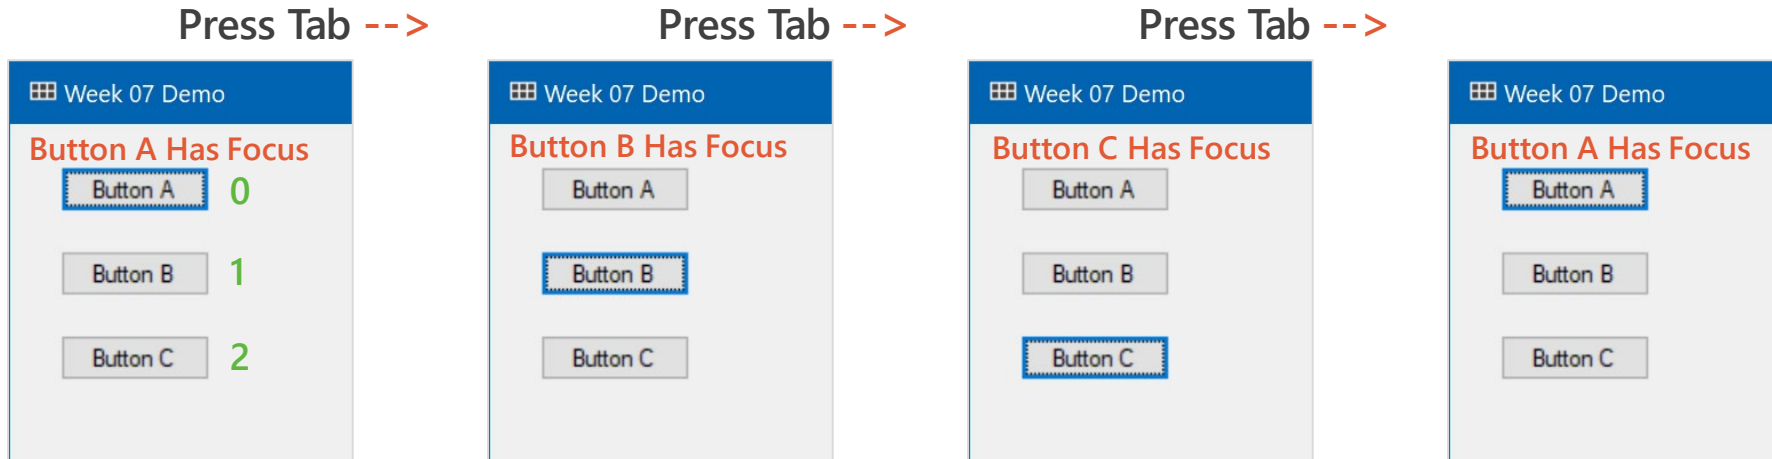 Press Tab -->
Press Tab -->
Press Tab -->
Week 07 Demo
Button A Has Focus
Button A 0
Button B 1
Button C 2
Week 07 Demo
Button B Has Focus
Button A
Button B
Button C
Week 07 Demo
Button C Has Focus
Button A
Button B
Button C
Week 07 Demo
Button A Has Focus
Button A
Button B
Button C